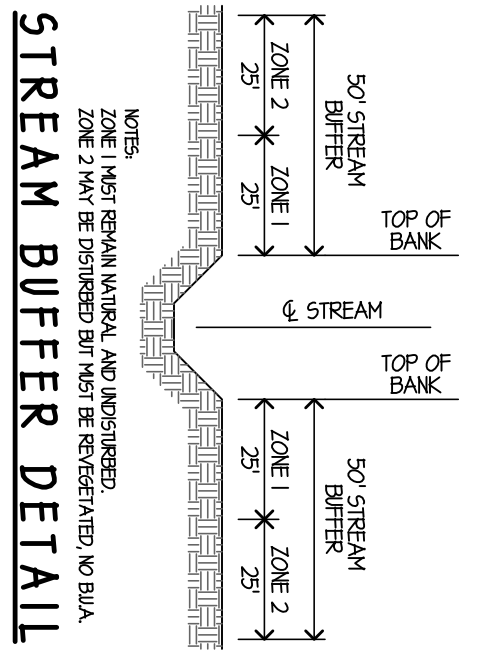 50' STREAM
BUFFER
ZONE 2
25'
ZONE 1
25'
TOP OF
BANK
℄ STREAM
TOP OF
BANK
50' STREAM
BUFFER
ZONE 1
25'
ZONE 2
25'
NOTES:
ZONE 1 MUST REMAIN NATURAL AND UNDISTURBED.
ZONE 2 MAY BE DISTURBED BUT MUST BE REVEGETATED, NO B.U.A.
STREAM BUFFER DETAIL